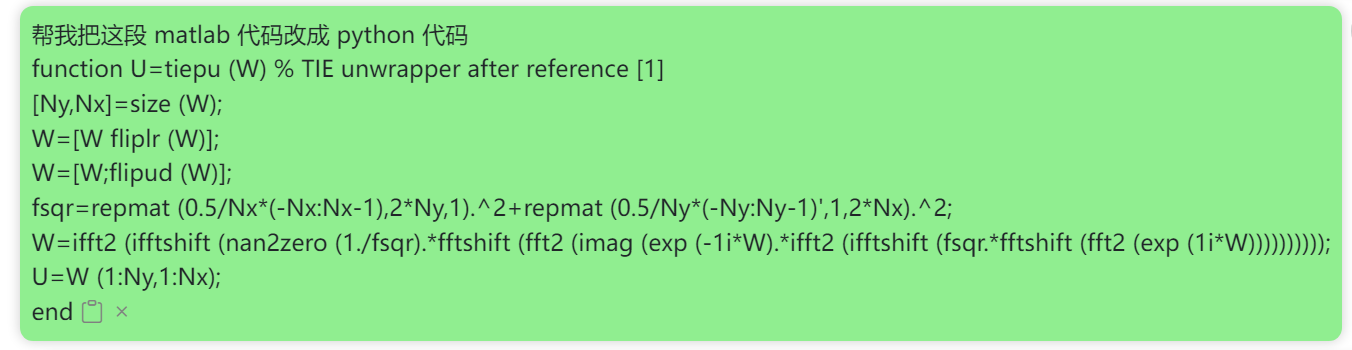 帮我把这段 matlab 代码改成 python 代码
function U=tiepu (W) % TIE unwrapper after reference [1]
[Ny,Nx]=size (W);
W=[W fliplr (W)];
W=[W;flipud (W)];
fsqr=repmat (0.5/Nx*(-Nx:Nx-1),2*Ny,1).^2+repmat (0.5/Ny*(-Ny:Ny-1)',1,2*Nx).^2;
W=ifft2 (ifftshift (nan2zero (1./fsqr).*fftshift (fft2 (imag (exp (-1i*W).*ifft2 (ifftshift (fsqr.*fftshift (fft2 (exp (1i*W))))))))));
U=W (1:Ny,1:Nx);
end